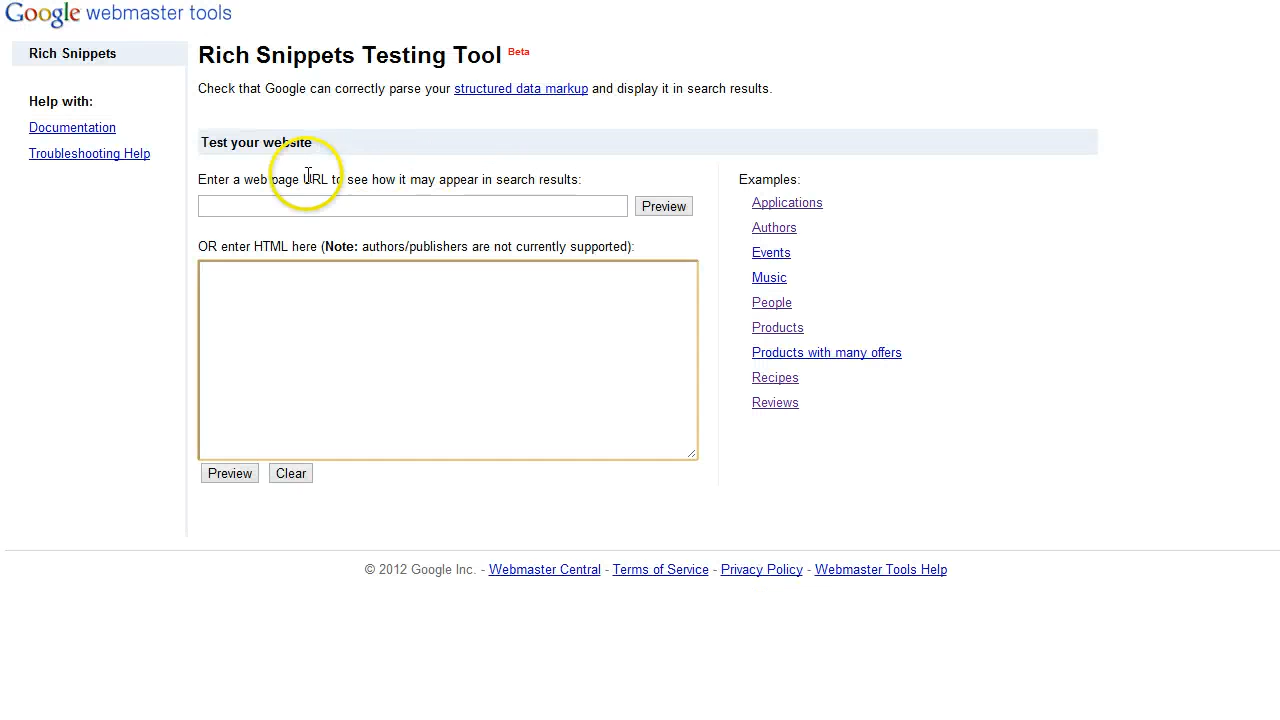 Google webmaster tools
Rich Snippets
Help with:
Documentation
Troubleshooting Help
Rich Snippets Testing Tool Beta
Check that Google can correctly parse your structured data markup and display it in search results.
Test your website
Enter a web page URL to see how it may appear in search results:
Preview
OR enter HTML here (Note: authors/publishers are not currently supported):
Preview Clear
Examples:
Applications
Authors
Events
Music
People
Products
Products with many offers
Recipes
Reviews
© 2012 Google Inc. - Webmaster Central - Terms of Service - Privacy Policy - Webmaster Tools Help